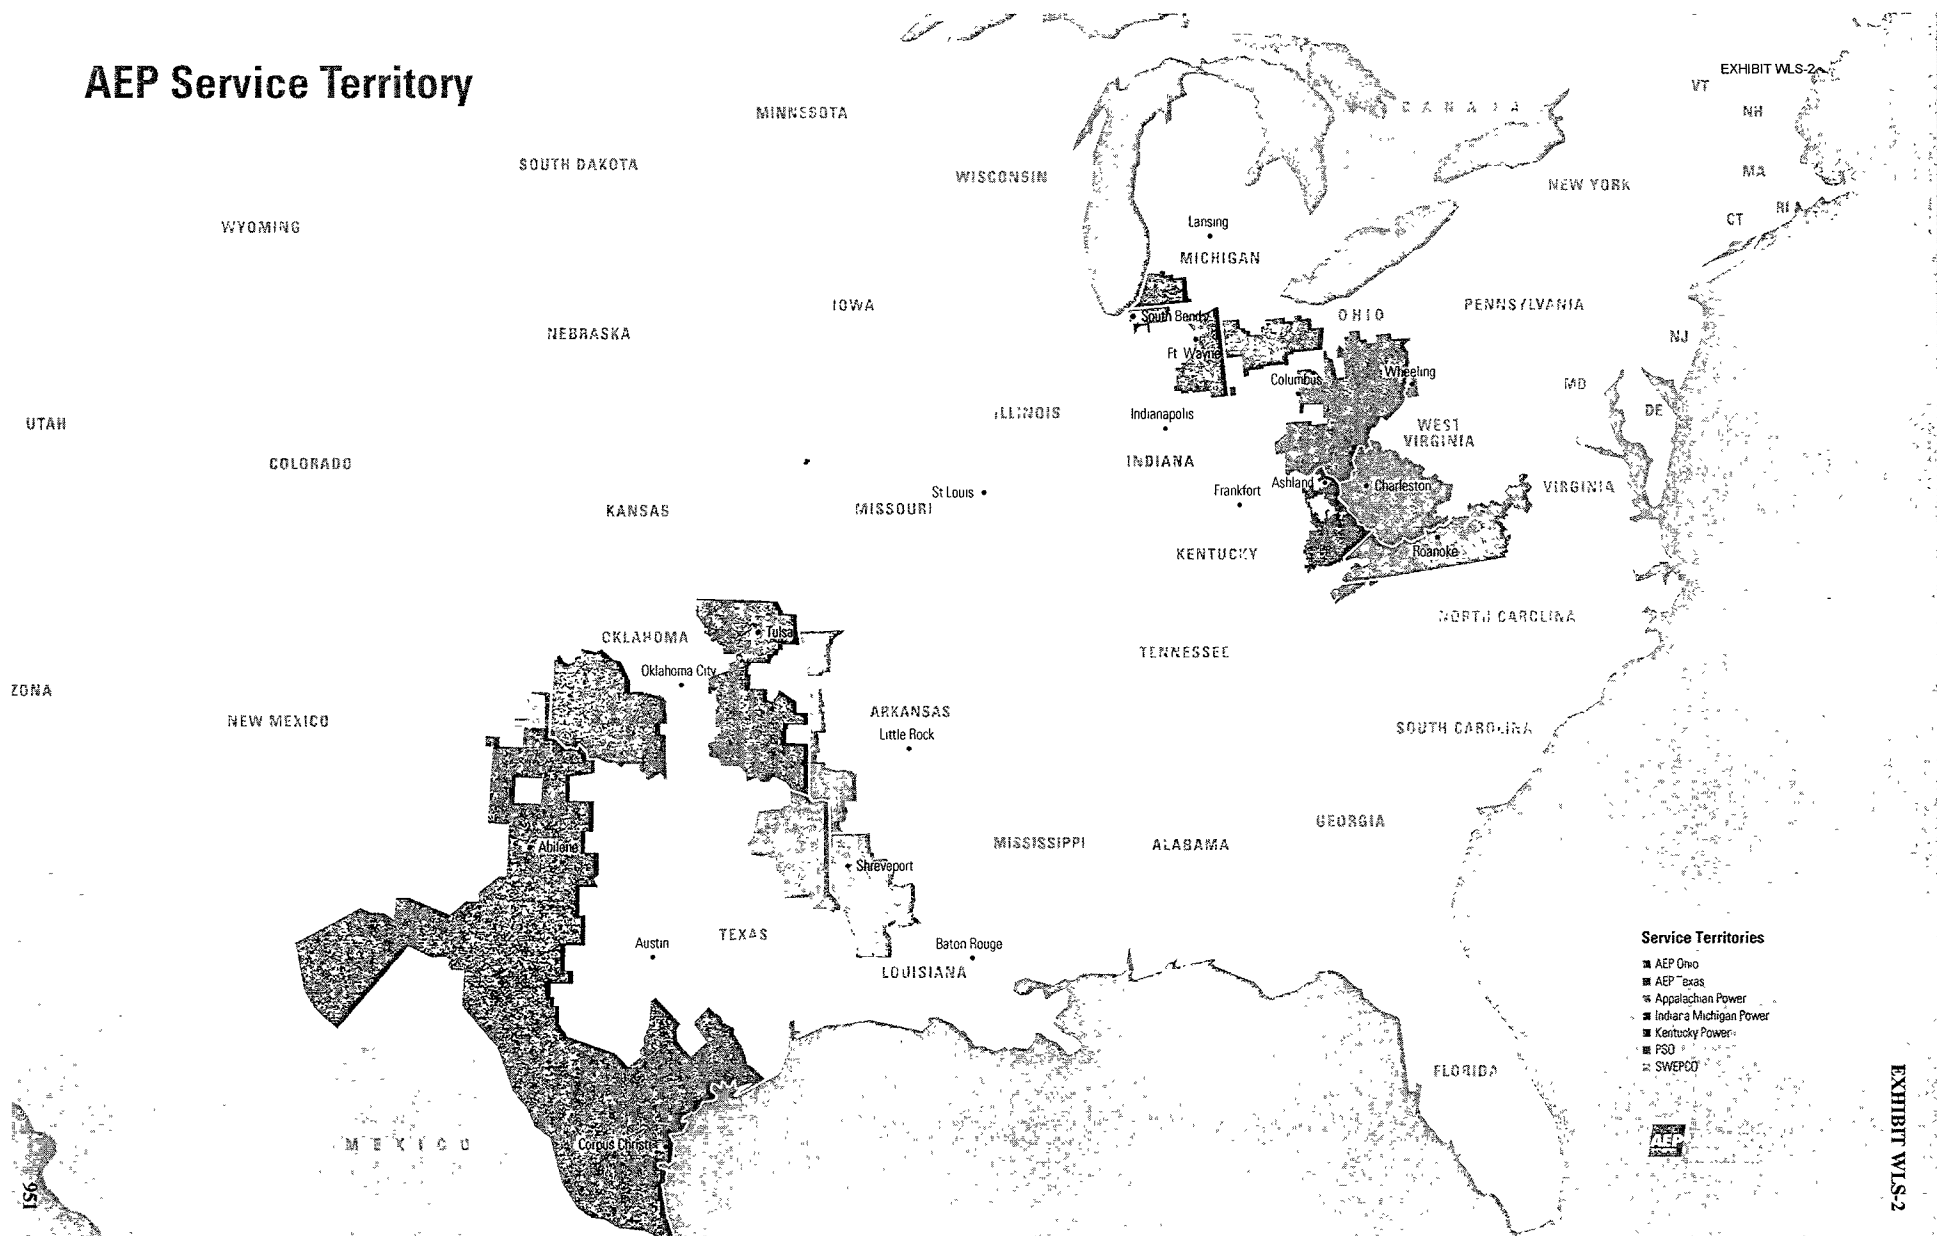 AEP Service Territory
EXHIBIT WLS-2
VT
CANADA
NH
MINNESOTA
SOUTH DAKOTA
WISCONSIN
MA
NEW YORK
WYOMING
Lansing
CT
RI
MICHIGAN
IOWA
PENNSYLVANIA
NEBRASKA
South Bend
OHIO
NJ
Ft Wayne
Columbus
Wheeling
MD
DE
UTAH
ILLINOIS
Indianapolis
WEST
VIRGINIA
COLORADO
INDIANA
St Louis
Frankfort
Ashland
Charleston
VIRGINIA
KANSAS
MISSOURI
KENTUCKY
Roanoke
NORTH CAROLINA
OKLAHOMA
Tulsa
TENNESSEE
Oklahoma City
ZONA
NEW MEXICO
ARKANSAS
Little Rock
SOUTH CAROLINA
GEORGIA
MISSISSIPPI
ALABAMA
Abilene
Shreveport
Austin
TEXAS
Baton Rouge
LOUISIANA
Service Territories
AEP Ohio
AEP Texas
Appalachian Power
Indiana Michigan Power
Kentucky Power
PSO
SWEPCO
FLORIDA
MEXICO
Corpus Christi
AEP
EXHIBIT WLS-2
951